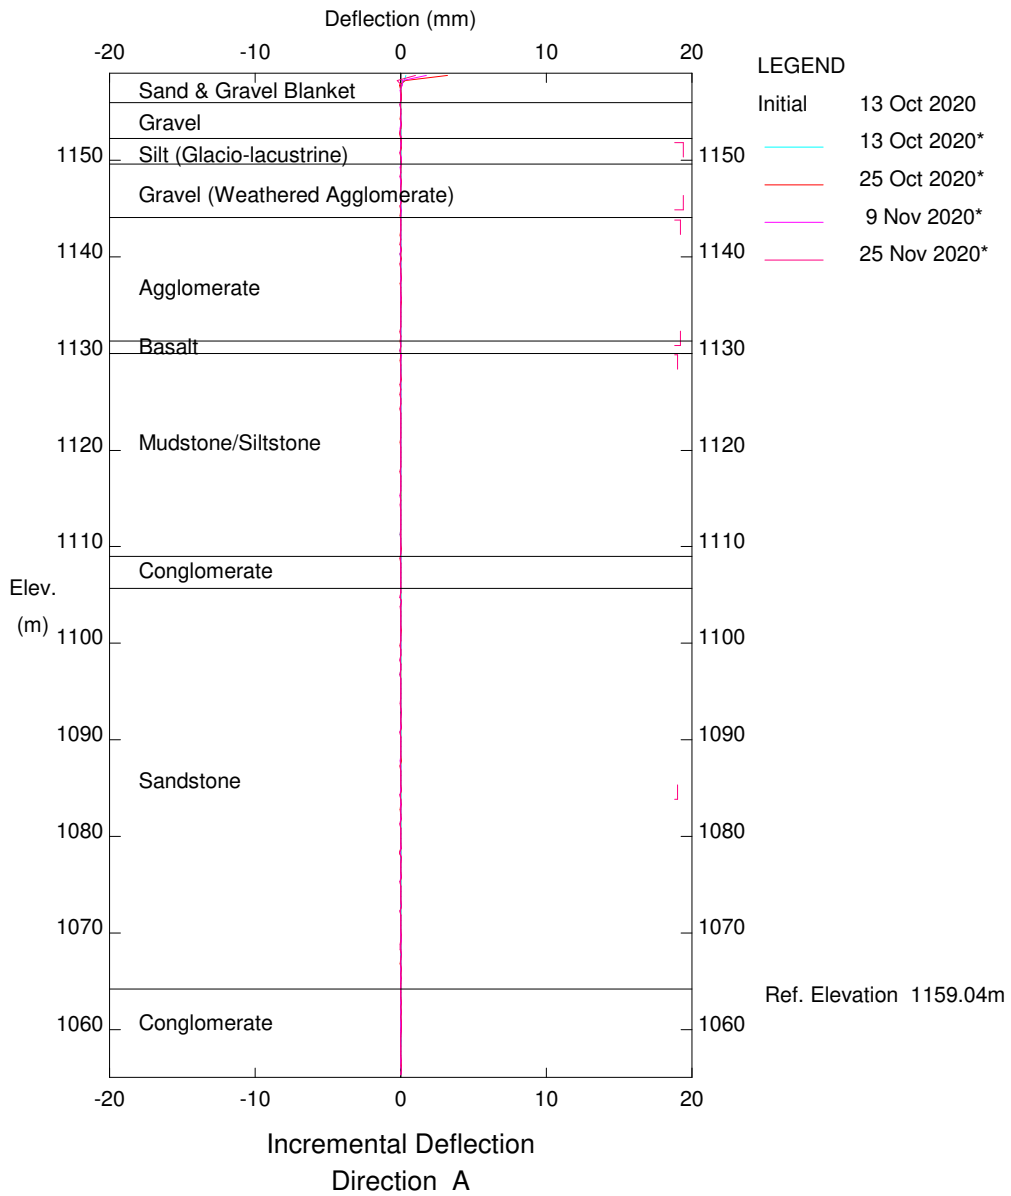 Deflection (mm)
-20 -10 0 10 20
LEGEND
Initial 13 Oct 2020
13 Oct 2020*
25 Oct 2020*
9 Nov 2020*
25 Nov 2020*
Sand & Gravel Blanket
Gravel
1150 Silt (Glacio-lacustrine) 1150
Gravel (Weathered Agglomerate)
1140 1140
Agglomerate
1130 Basalt 1130
1120 Mudstone/Siltstone 1120
1110 1110
Conglomerate
Elev.
(m)
1100 1100
1090 1090
Sandstone
1080 1080
1070 1070
Ref. Elevation 1159.04m
1060 Conglomerate 1060
-20 -10 0 10 20
Incremental Deflection
Direction A